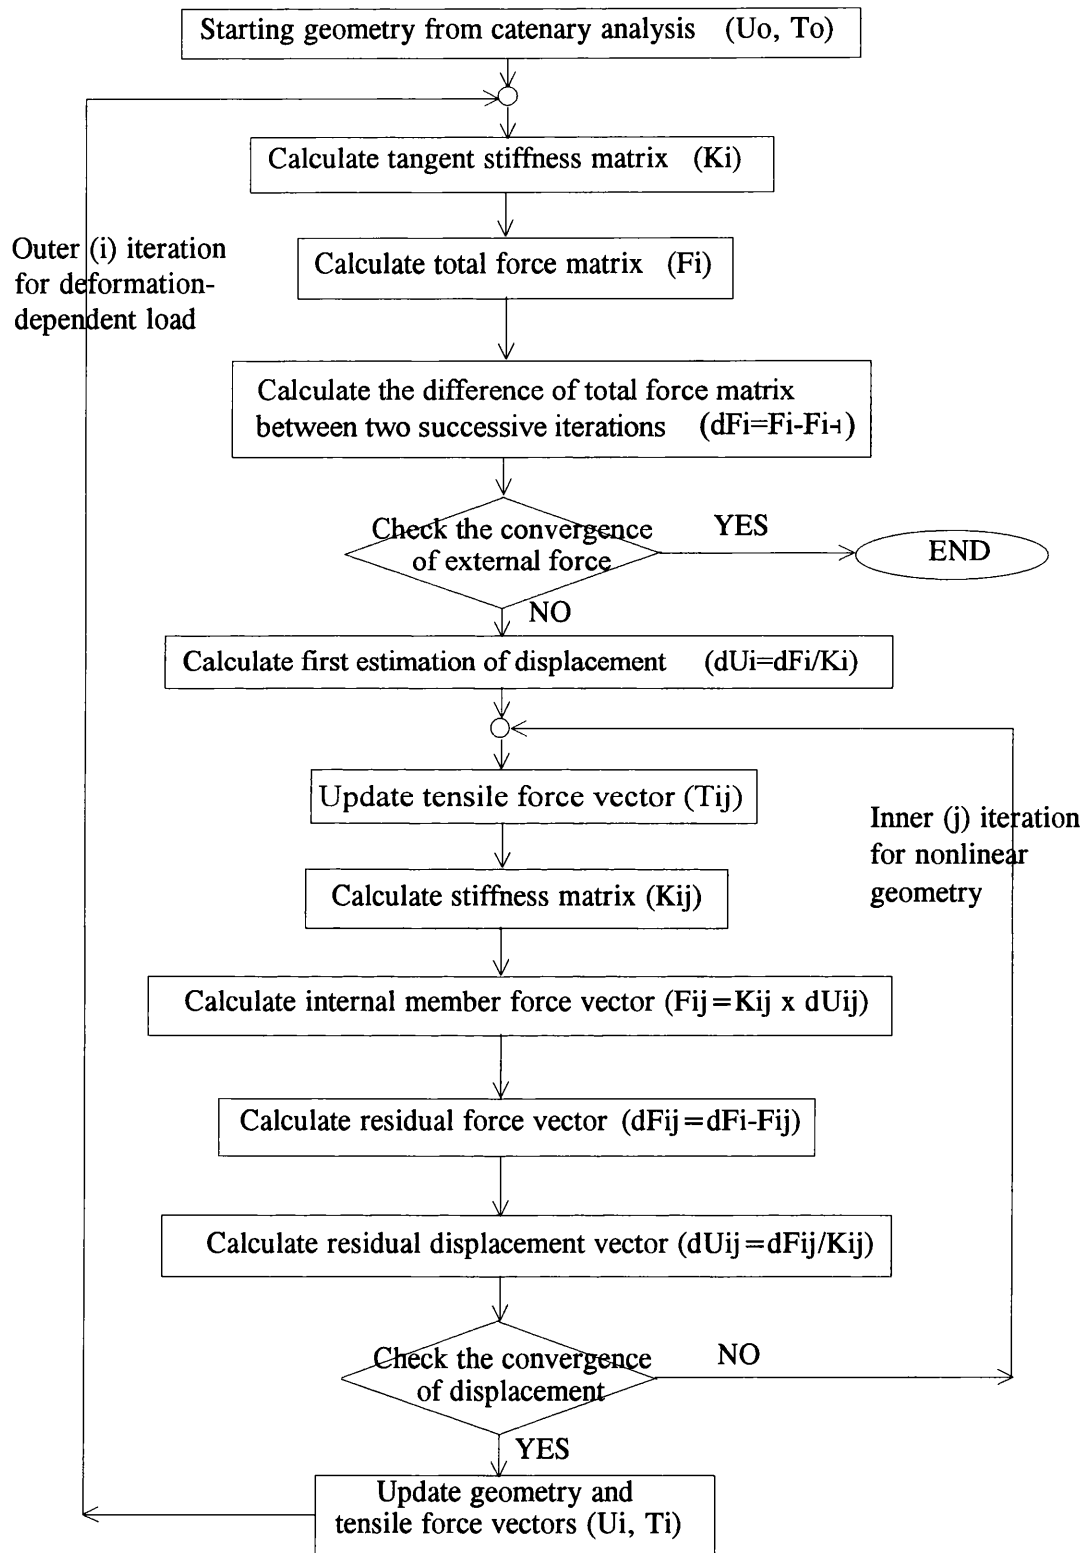 Starting geometry from catenary analysis (Uo, To)
Calculate tangent stiffness matrix (Ki)
Outer (i) iteration
for deformation-
dependent load
Calculate total force matrix (Fi)
Calculate the difference of total force matrix
between two successive iterations (dFi=Fi-Fi-1)
Check the convergence
of external force
YES
END
NO
Calculate first estimation of displacement (dUi=dFi/Ki)
Update tensile force vector (Tij)
Inner (j) iteration
for nonlinear
geometry
Calculate stiffness matrix (Kij)
Calculate internal member force vector (Fij=Kij x dUij)
Calculate residual force vector (dFij=dFi-Fij)
Calculate residual displacement vector (dUij=dFij/Kij)
Check the convergence
of displacement
NO
YES
Update geometry and
tensile force vectors (Ui, Ti)